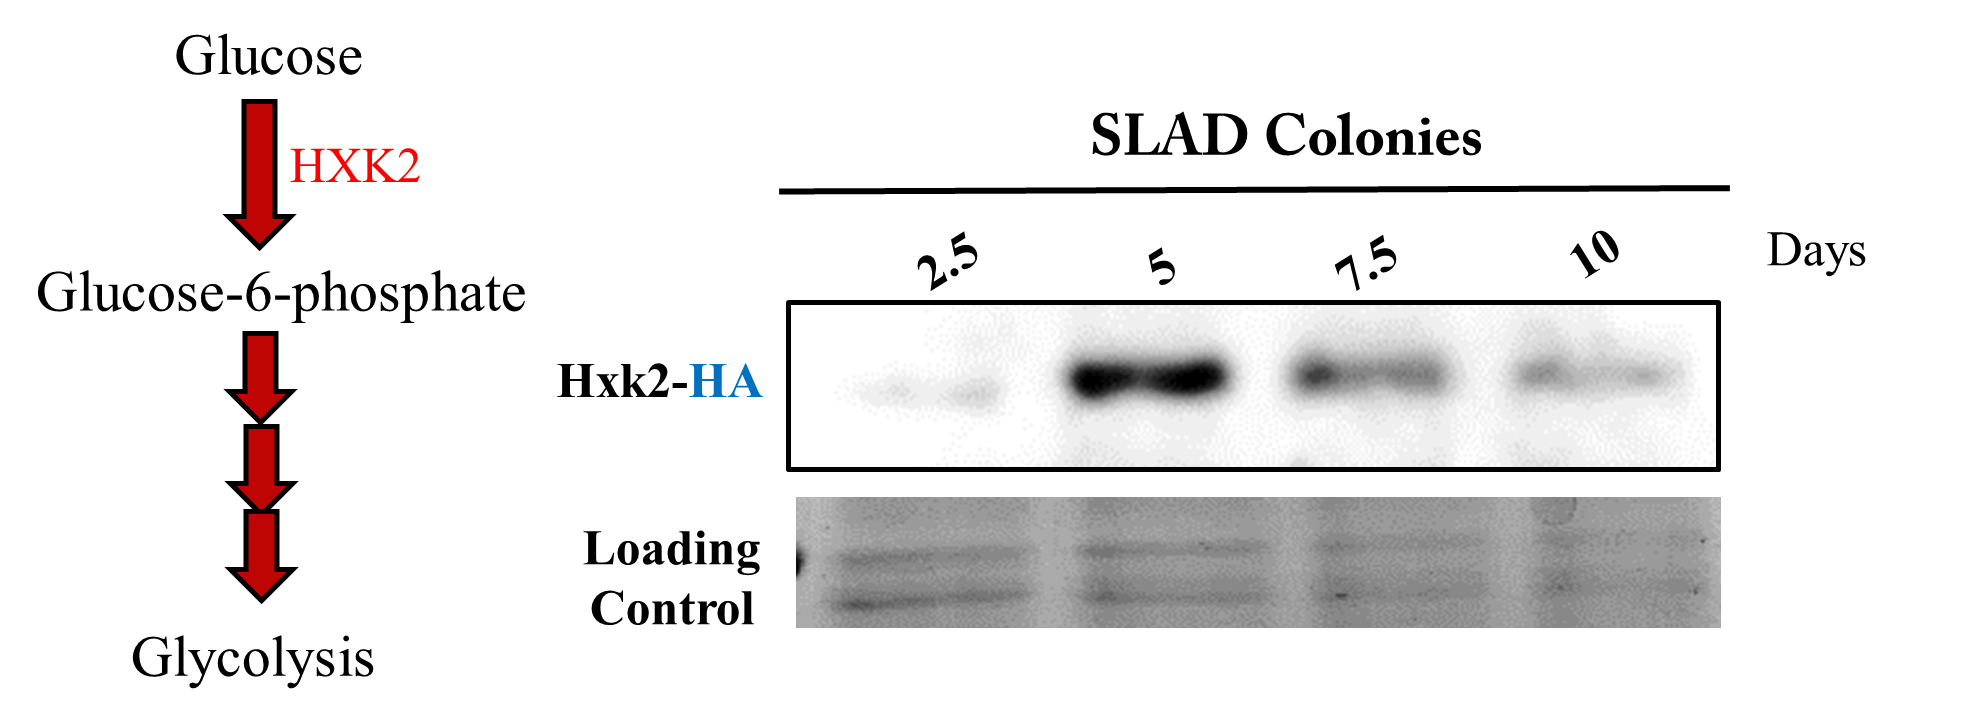 Glucose
HXK2
Glucose-6-phosphate
Glycolysis
SLAD Colonies
2.5 5 7.5 10 Days
Hxk2-HA
Loading
Control